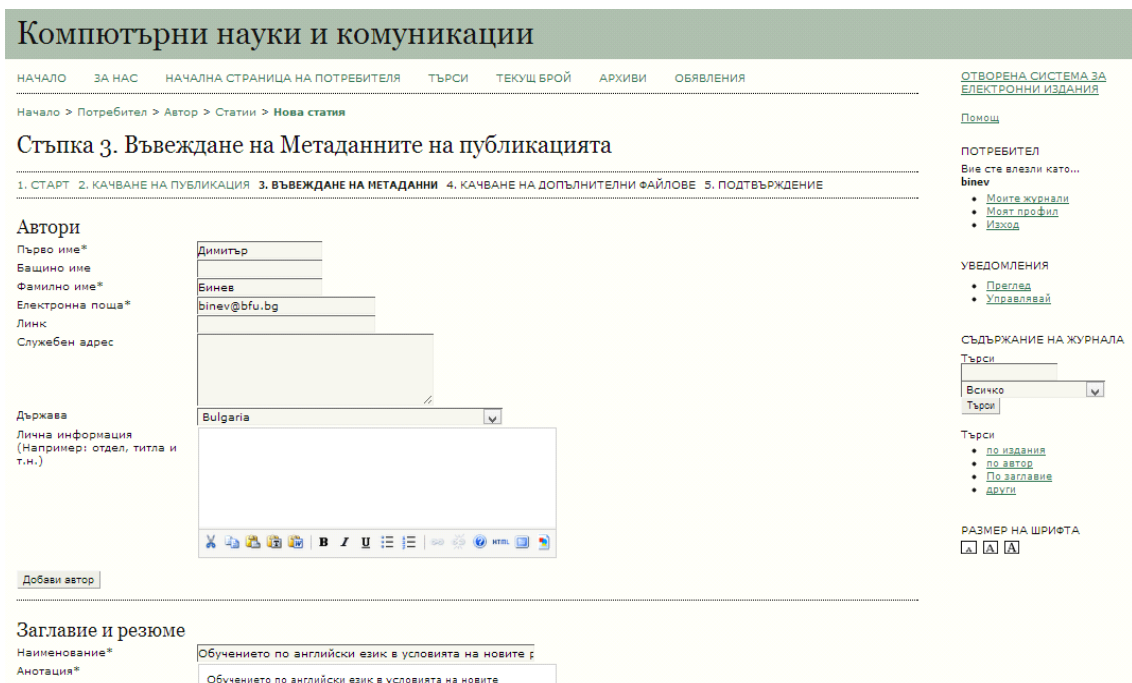 Компютърни науки и комуникации
НАЧАЛО ЗА НАС НАЧАЛНА СТРАНИЦА НА ПОТРЕБИТЕЛЯ ТЪРСИ ТЕКУЩ БРОЙ АРХИВИ ОБЯВЛЕНИЯ
Начало > Потребител > Автор > Статии > Нова статия
Стъпка 3. Въвеждане на Метаданните на публикацията
1. СТАРТ 2. КАЧВАНЕ НА ПУБЛИКАЦИЯ 3. ВЪВЕЖДАНЕ НА МЕТАДАННИ 4. КАЧВАНЕ НА ДОПЪЛНИТЕЛНИ ФАЙЛОВЕ 5. ПОДТВЪРЖДЕНИЕ
Автори
Първо име* Димитър
Бащино име
Фамилно име* Бинев
Електронна поща* binev@bfu.bg
Линк
Служебен адрес
Държава Bulgaria
Лична информация
(Например: отдел, титла и
т.н.)
B I U HTML
Добави автор
Заглавие и резюме
Наименование* Обучението по английски език в условията на новите р
Анотация*
Обучението по английски език в условията на новите
ОТВОРЕНА СИСТЕМА ЗА
ЕЛЕКТРОННИ ИЗДАНИЯ
Помощ
ПОТРЕБИТЕЛ
Вие сте влезли като...
binev
Моите журнали
Моят профил
Изход
УВЕДОМЛЕНИЯ
Преглед
Управлявай
СЪДЪРЖАНИЕ НА ЖУРНАЛА
Търси
Всичко
Търси
Търси
по издания
по автор
По заглавие
други
РАЗМЕР НА ШРИФТА
A A A